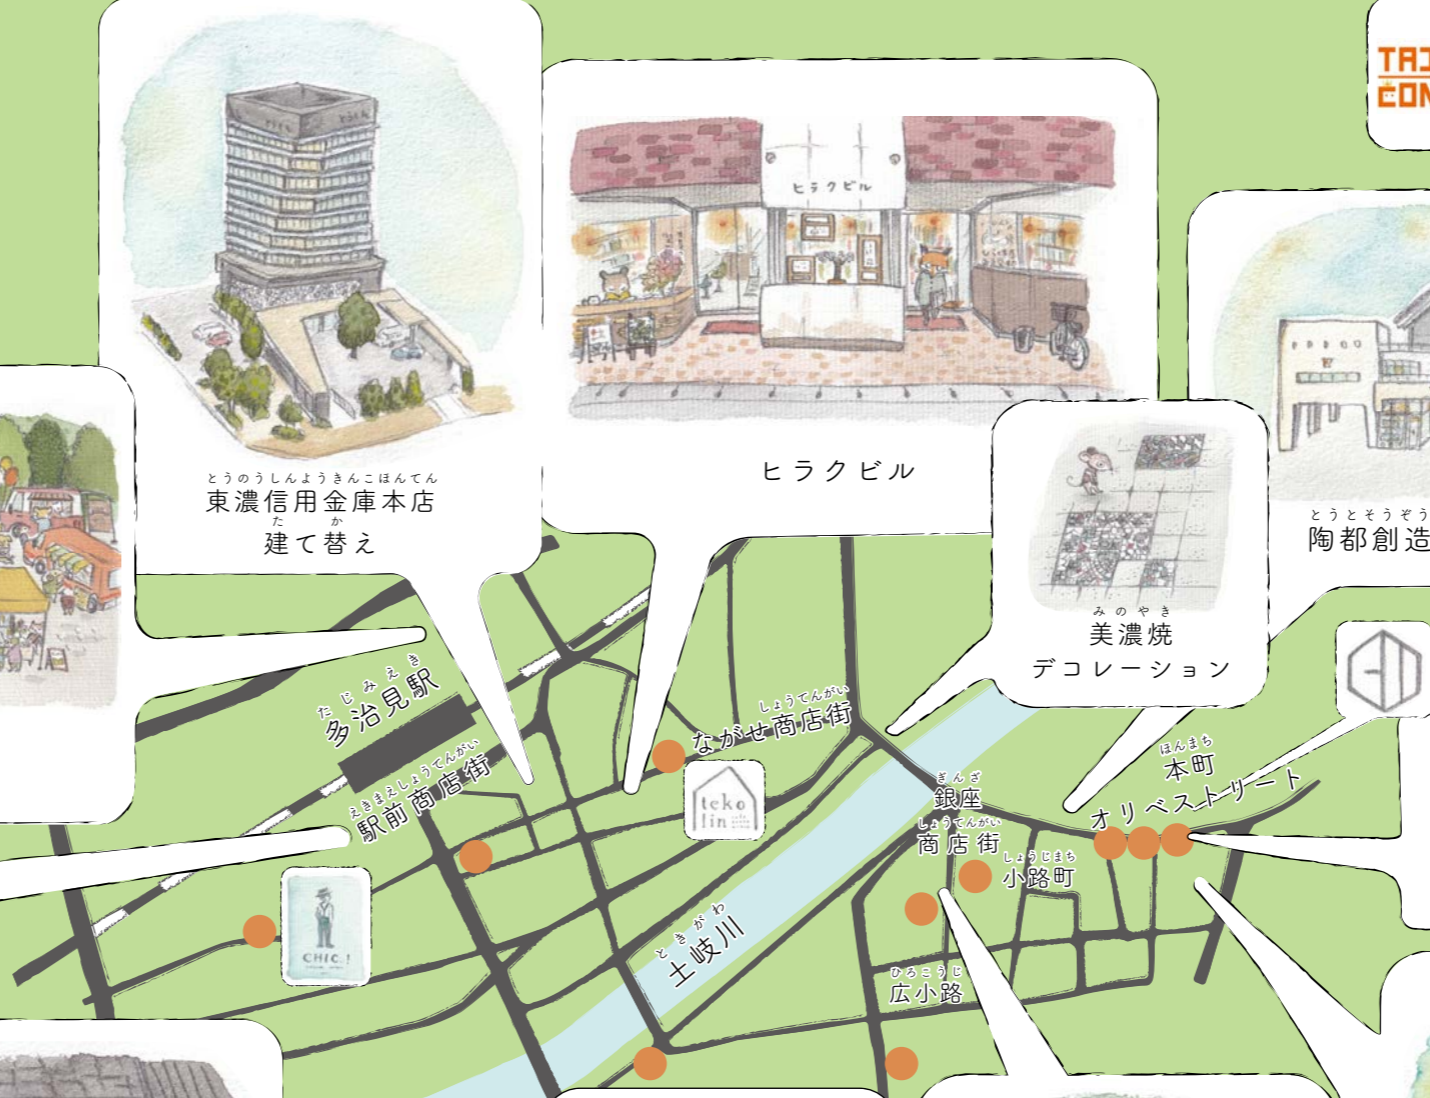 とうのうしんようきんこほんてん
東濃信用金庫本店
た か
建て替え
ヒラクビル
ヒラクビル
みのやき
美濃焼
デコレーション
とうとそうぞう
陶都創造
たじみえき
多治見駅
えきまえしょうてんがい
駅前商店街
しょうてんがい
ながせ商店街
teko
lin
CHIC.!
ときがわ
土岐川
ぎんざ
銀座
しょうてんがい
商店街
しょうじまち
小路町
ひろこうじ
広小路
ほんまち
本町
オリベストリート